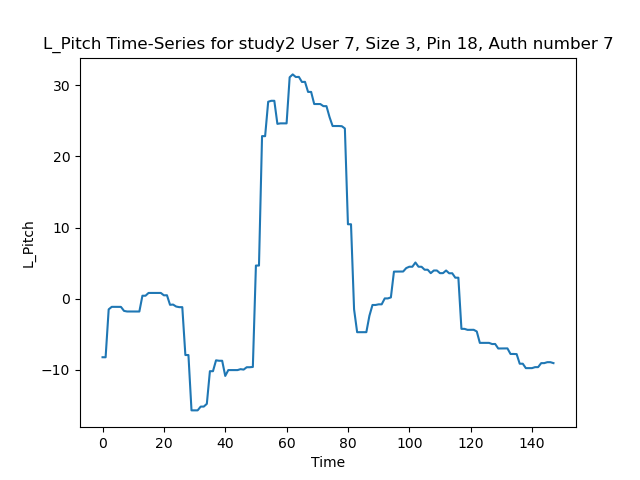 L_Pitch Time-Series for study2 User 7, Size 3, Pin 18, Auth number 7
30
20
10
0
−10
L_Pitch
0 20 40 60 80 100 120 140
Time